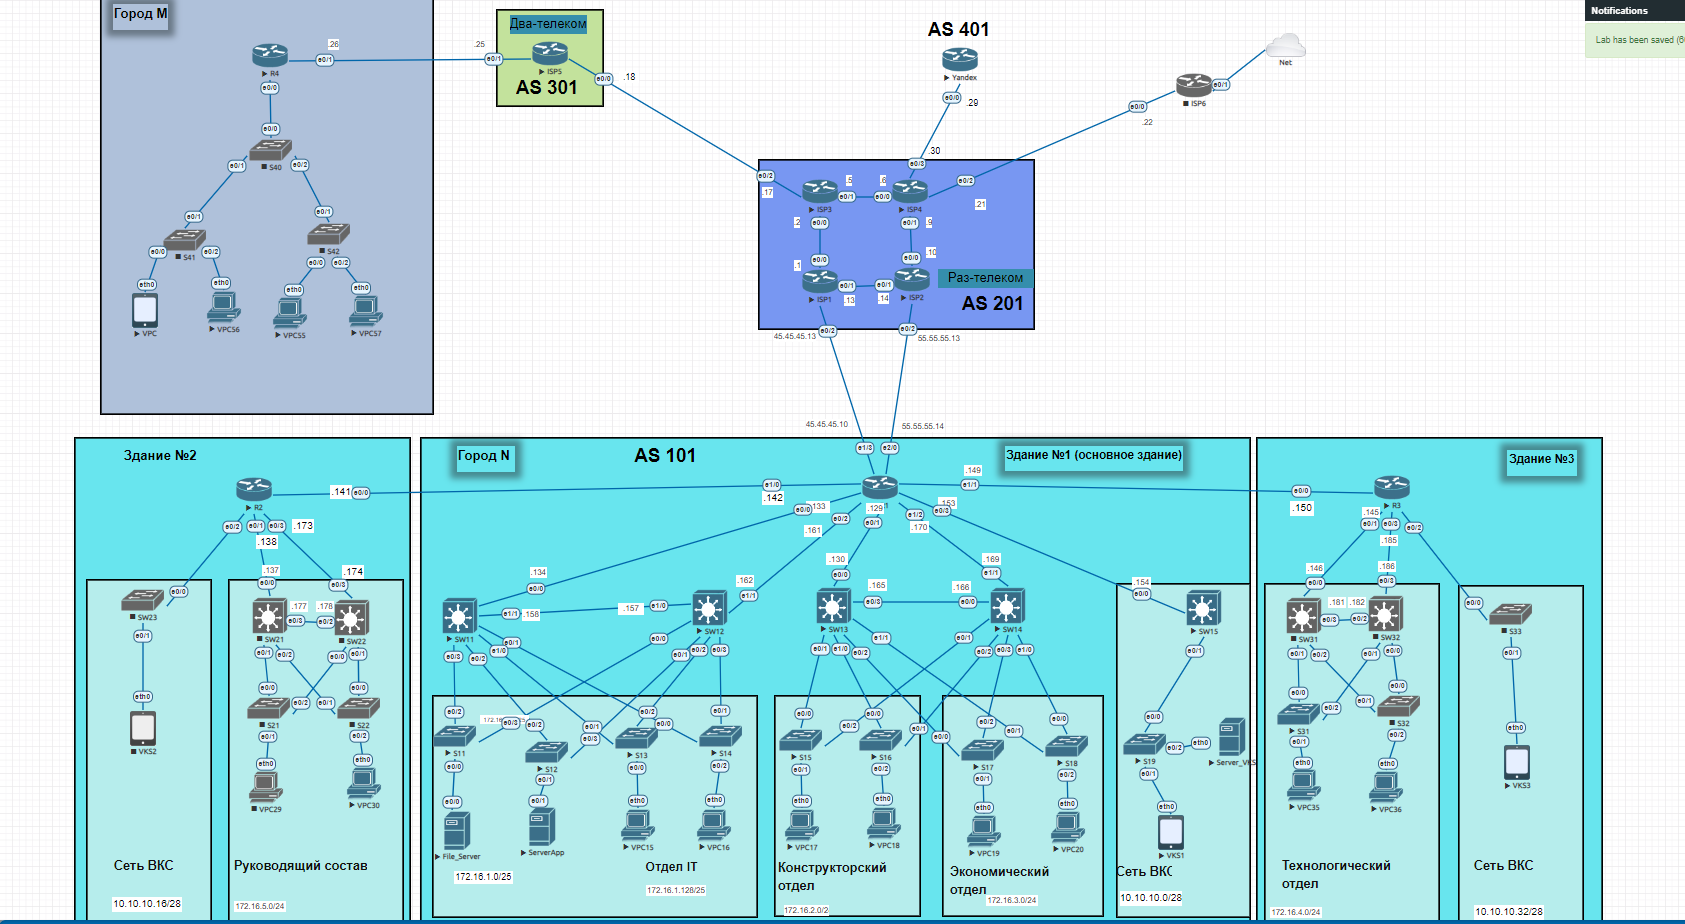 Notifications
Lab has been saved (6
Город М
Два-телеком
AS 401
.26
R4
e0/1
.25
e0/1
ISP5
AS 301
e0/0
.18
Yandex
e0/0
.29
Net
e0/1
ISP6
e0/0
.22
e0/0
e0/0
S40
e0/1
e0/2
.30
e0/3
e0/2
.17
.5
.6
e0/1
e0/0
ISP3
ISP4
e0/2
.21
e0/1
e0/1
S41
S42
e0/0
e0/2
e0/0
e0/2
.2
e0/0
e0/1
.9
.1
e0/0
e0/0
.10
eth0
eth0
eth0
eth0
VPC
VPC56
VPC55
VPC57
ISP1
e0/1
.13
e0/1
.14
ISP2
Раз-телеком
AS 201
45.45.45.13
e0/2
e0/2
55.55.55.13
45.45.45.10
55.55.55.14
e1/3
e2/0
Здание №2
Город N
AS 101
Здание №1 (основное здание)
Здание №3
R2
.141
e0/0
e1/0
.142
.149
e1/1
e0/0
.150
R3
e0/2
e0/1
e0/3
.173
.138
e0/0
.133
e0/2
.161
.129
e0/1
e1/2
.170
.153
e0/3
.145
e0/1
e0/3
e0/2
.185
.137
e0/0
.174
e0/3
.134
e0/0
.162
e1/1
.130
e0/0
.169
e1/1
.154
e0/0
.146
e0/0
.186
e0/3
e0/0
SW23
e0/1
.177
.178
e0/3
e0/2
SW21
SW22
SW11
e1/1
.158
.157
e1/0
SW12
SW13
.165
e0/3
.166
e0/0
SW14
SW15
.181
.182
e0/3
e0/2
SW31
SW32
e0/0
S33
e0/1
e0/1
e0/2
e0/0
e0/1
e0/3
e0/2
e0/1
e1/0
e0/0
e0/1
e0/2
e0/3
e0/1
e1/0
e0/2
e1/1
e0/1
e0/2
e0/3
e1/0
e0/1
e0/1
e0/2
e0/1
e0/0
eth0
e0/0
e0/2
e0/1
e0/0
S21
S22
e0/1
e0/2
e0/2
e0/3
e0/2
e0/1
e0/3
e0/2
e0/0
e0/1
S11
S12
S13
S14
e0/0
e0/2
e0/0
e0/1
S15
S16
e0/0
e0/2
e0/1
e0/0
S17
S18
e0/0
S19
e0/2
eth0
Server_VKS
e0/0
e0/2
e0/1
e0/0
S31
S32
e0/1
e0/2
eth0
VKS2
eth0
eth0
VPC29
VPC30
e0/0
e0/1
e0/0
e0/2
e0/0
e0/1
eth0
eth0
File_Server
ServerApp
VPC15
VPC16
e0/1
e0/2
eth0
eth0
VPC17
VPC18
e0/1
e0/2
eth0
eth0
VPC19
VPC20
e0/1
eth0
VKS1
eth0
eth0
VPC35
VPC36
VKS3
Сеть ВКС
10.10.10.16/28
Руководящий состав
172.16.5.0/24
172.16.1.0/25
Отдел IT
172.16.1.128/25
Конструкторский
отдел
172.16.2.0/2
Экономический
отдел
172.16.3.0/24
Сеть ВКС
10.10.10.0/28
Технологический
отдел
172.16.4.0/24
Сеть ВКС
10.10.10.32/28